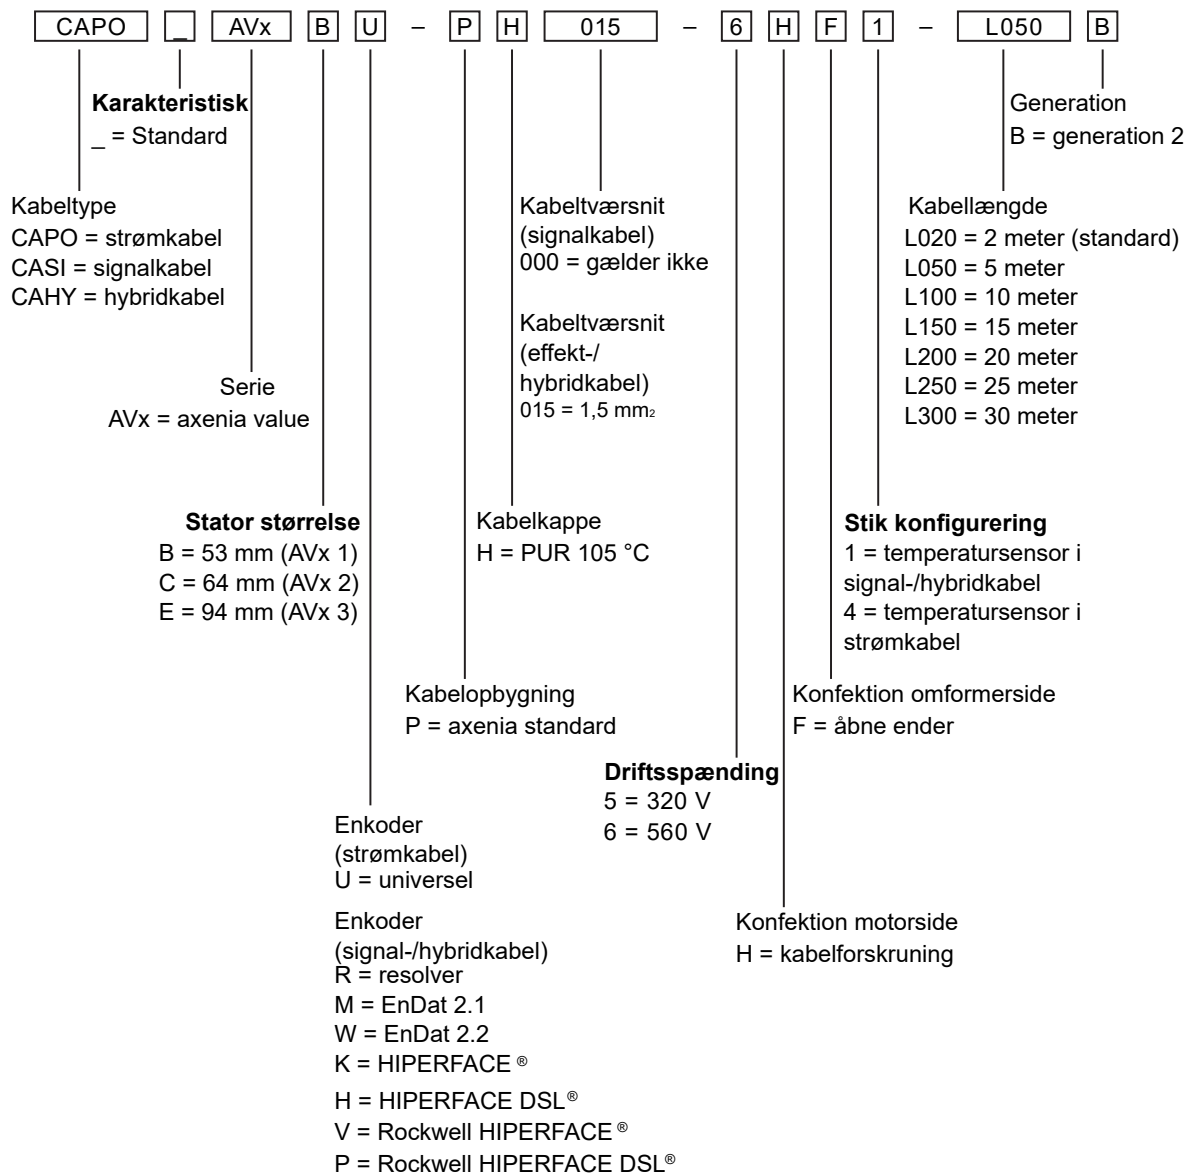 CAPO _ AVx B U – P H 015 – 6 H F 1 – L050 B
Karakteristisk
_ = Standard
Generation
B = generation 2
Kabeltype
CAPO = strømkabel
CASI = signalkabel
CAHY = hybridkabel
Kabeltværsnit
(signalkabel)
000 = gælder ikke
Kabeltværsnit
(effekt-/
hybridkabel)
015 = 1,5 mm₂
Kabellængde
L020 = 2 meter (standard)
L050 = 5 meter
L100 = 10 meter
L150 = 15 meter
L200 = 20 meter
L250 = 25 meter
L300 = 30 meter
Serie
AVx = axenia value
Stator størrelse
B = 53 mm (AVx 1)
C = 64 mm (AVx 2)
E = 94 mm (AVx 3)
Kabelkappe
H = PUR 105 °C
Stik konfigurering
1 = temperatursensor i
signal-/hybridkabel
4 = temperatursensor i
strømkabel
Kabelopbygning
P = axenia standard
Konfektion omformerside
F = åbne ender
Driftsspænding
5 = 320 V
6 = 560 V
Enkoder
(strømkabel)
U = universel
Enkoder
(signal-/hybridkabel)
R = resolver
M = EnDat 2.1
W = EnDat 2.2
K = HIPERFACE ®
H = HIPERFACE DSL®
V = Rockwell HIPERFACE ®
P = Rockwell HIPERFACE DSL®
Konfektion motorside
H = kabelforskruning